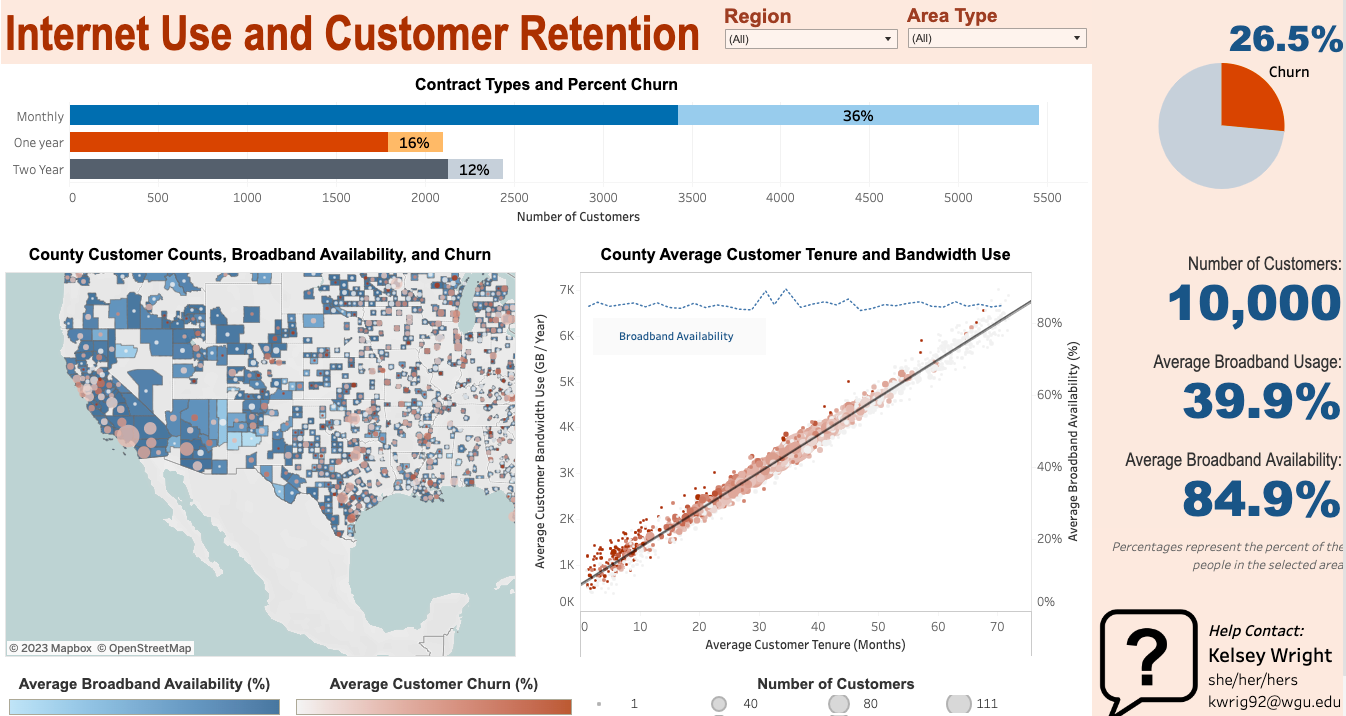 Internet Use and Customer Retention
Region
(All)
Area Type
(All)
Contract Types and Percent Churn
Monthly
36%
One year
16%
Two Year
12%
0 500 1000 1500 2000 2500 3000 3500 4000 4500 5000 5500
Number of Customers
County Customer Counts, Broadband Availability, and Churn
© 2023 Mapbox © OpenStreetMap
County Average Customer Tenure and Bandwidth Use
Average Customer Bandwidth Use (GB / Year)
7K
6K
5K
4K
3K
2K
1K
0K
Broadband Availability
80%
60%
40%
20%
0%
Average Broadband Availability (%)
0 10 20 30 40 50 60 70
Average Customer Tenure (Months)
Average Broadband Availability (%)
Average Customer Churn (%)
Number of Customers
1 40 80 111
26.5%
Churn
Number of Customers:
10,000
Average Broadband Usage:
39.9%
Average Broadband Availability:
84.9%
Percentages represent the percent of the
people in the selected area
?
Help Contact:
Kelsey Wright
she/her/hers
kwrig92@wgu.edu